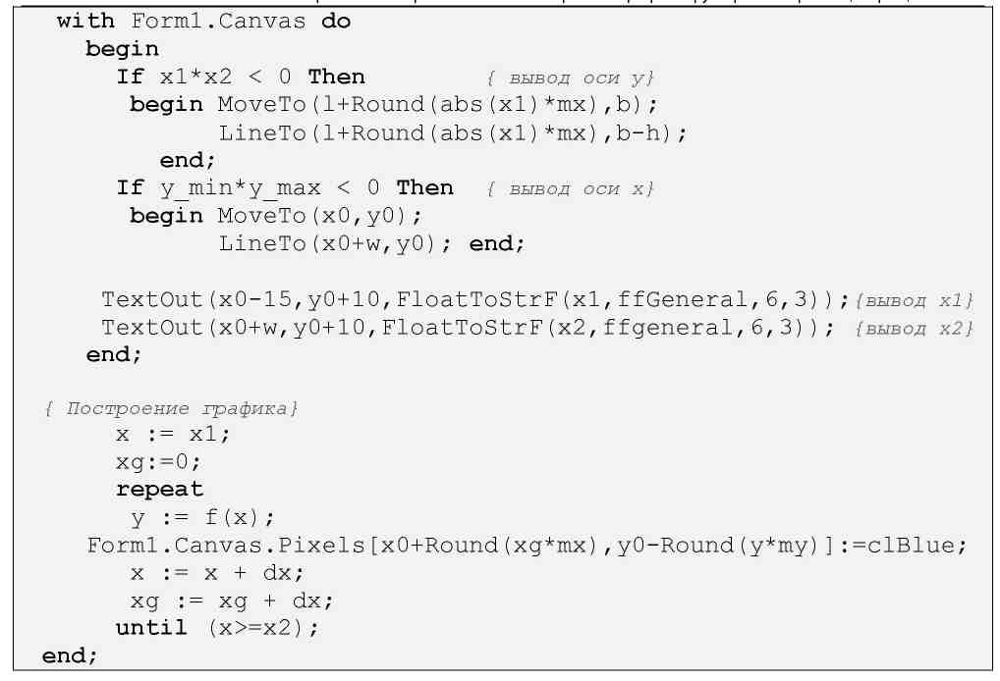 with Form1.Canvas do
begin
If x1*x2 < 0 Then { вывод оси y}
begin MoveTo(l+Round(abs(x1)*mx),b);
LineTo(l+Round(abs(x1)*mx),b-h);
end;
If y_min*y_max < 0 Then { вывод оси x}
begin MoveTo(x0,y0);
LineTo(x0+w,y0); end;
TextOut(x0-15,y0+10,FloatToStrF(x1,ffGeneral,6,3));{вывод x1}
TextOut(x0+w,y0+10,FloatToStrF(x2,ffgeneral,6,3)); {вывод x2}
end;
{ Построение графика}
x := x1;
xg:=0;
repeat
y := f(x);
Form1.Canvas.Pixels[x0+Round(xg*mx),y0-Round(y*my)]:=clBlue;
x := x + dx;
xg := xg + dx;
until (x>=x2);
end;